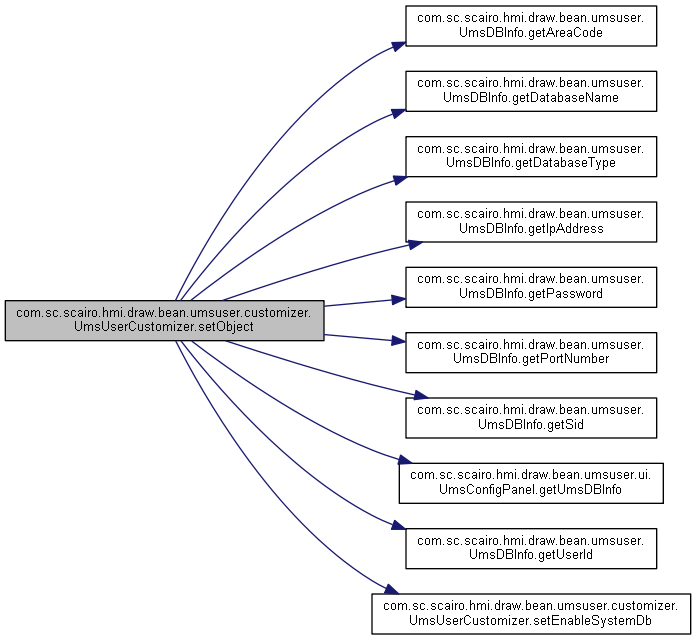 com.sc.scairo.hmi.draw.bean.umsuser.
UmsDBInfo.getAreaCode
com.sc.scairo.hmi.draw.bean.umsuser.
UmsDBInfo.getDatabaseName
com.sc.scairo.hmi.draw.bean.umsuser.
UmsDBInfo.getDatabaseType
com.sc.scairo.hmi.draw.bean.umsuser.
UmsDBInfo.getIpAddress
com.sc.scairo.hmi.draw.bean.umsuser.
UmsDBInfo.getPassword
com.sc.scairo.hmi.draw.bean.umsuser.customizer.
UmsUserCustomizer.setObject
com.sc.scairo.hmi.draw.bean.umsuser.
UmsDBInfo.getPortNumber
com.sc.scairo.hmi.draw.bean.umsuser.
UmsDBInfo.getSid
com.sc.scairo.hmi.draw.bean.umsuser.ui.
UmsConfigPanel.getUmsDBInfo
com.sc.scairo.hmi.draw.bean.umsuser.
UmsDBInfo.getUserId
com.sc.scairo.hmi.draw.bean.umsuser.customizer.
UmsUserCustomizer.setEnableSystemDb